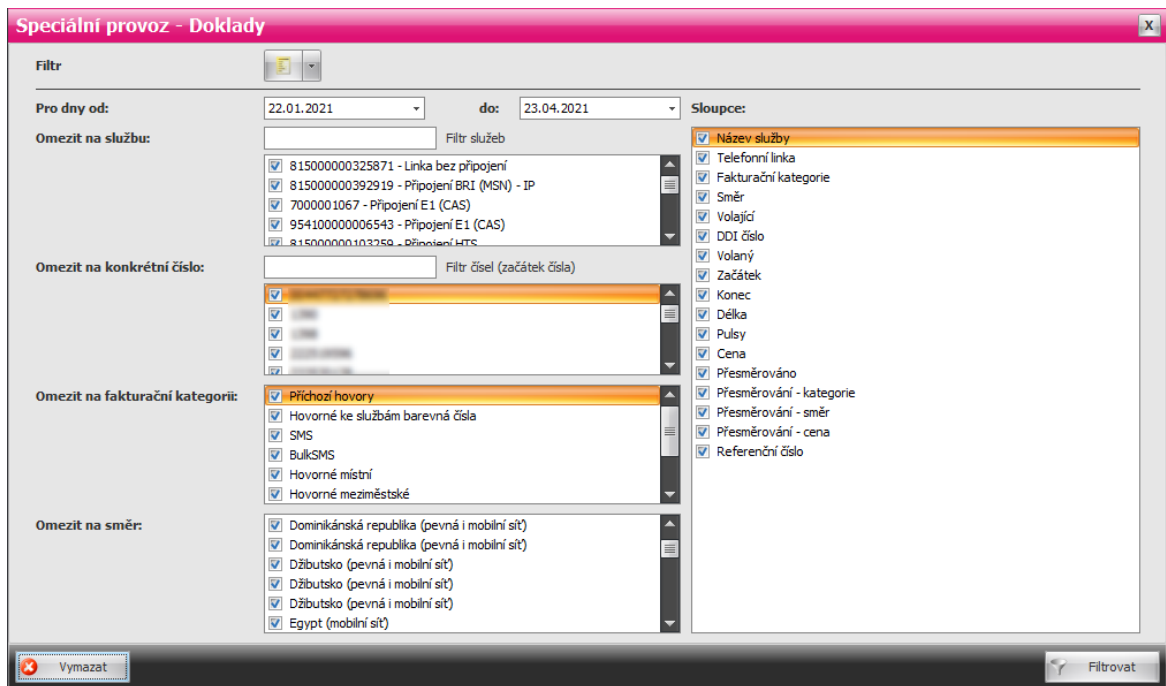 Speciální provoz - Doklady
X
Filtr
Pro dny od:
22.01.2021
do:
23.04.2021
Sloupce:
Omezit na službu:
Filtr služeb
815000000325871 - Linka bez připojení
815000000392919 - Připojení BRI (MSN) - IP
7000001067 - Připojení E1 (CAS)
954100000006543 - Připojení E1 (CAS)
815000000103259 - Připojení HTS
Omezit na konkrétní číslo:
Filtr čísel (začátek čísla)
Omezit na fakturační kategorii:
Příchozí hovory
Hovorné ke službám barevná čísla
SMS
BulkSMS
Hovorné místní
Hovorné meziměstské
Omezit na směr:
Dominikánská republika (pevná i mobilní síť)
Dominikánská republika (pevná i mobilní síť)
Džibutsko (pevná i mobilní síť)
Džibutsko (pevná i mobilní síť)
Džibutsko (pevná i mobilní síť)
Egypt (mobilní síť)
Název služby
Telefonní linka
Fakturační kategorie
Směr
Volající
DDI číslo
Volaný
Začátek
Konec
Délka
Pulsy
Cena
Přesměrováno
Přesměrování - kategorie
Přesměrování - směr
Přesměrování - cena
Referenční číslo
Vymazat
Filtrovat